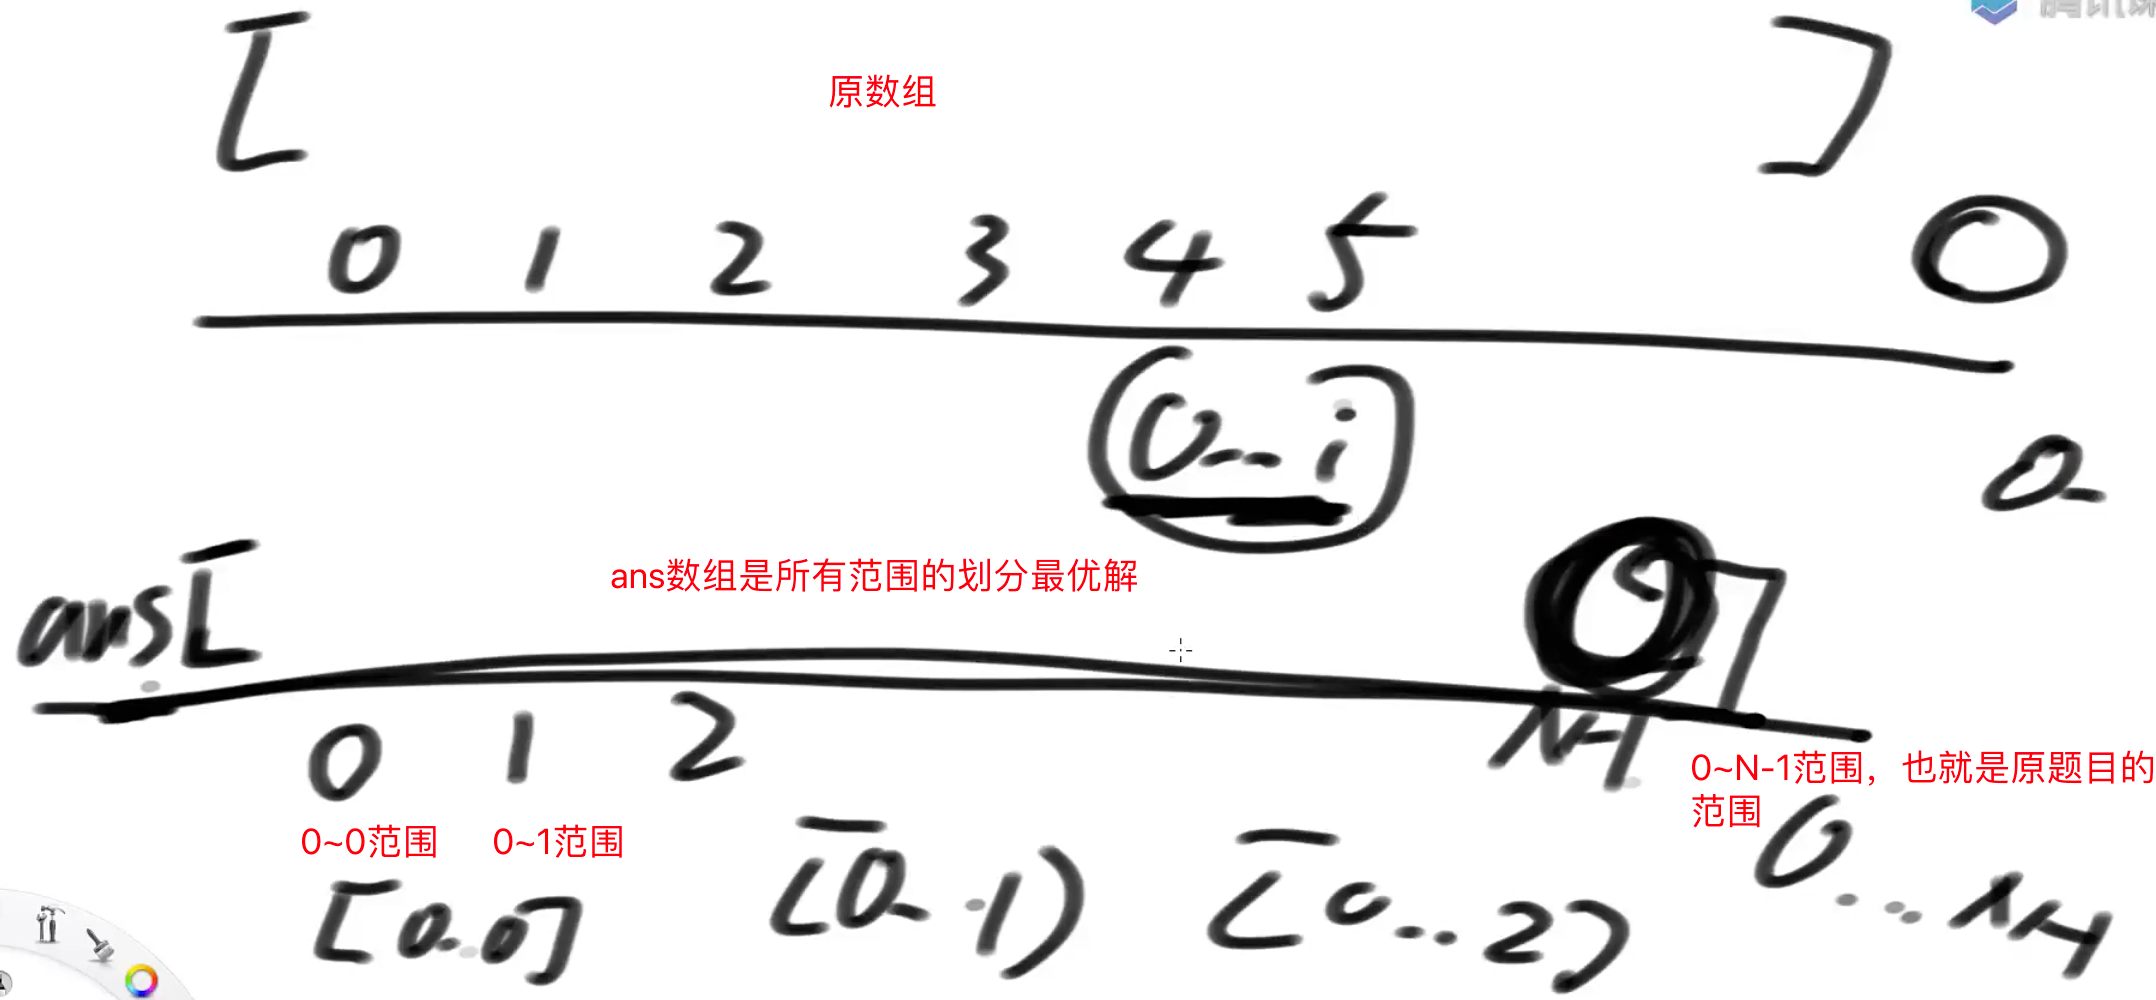 [ 原数组 ]
0 1 2 3 4 5
0...i
ans数组是所有范围的划分最优解
ans[ ]
0 1 2 N-1
0~0范围 0~1范围 0~N-1范围，也就是原题目的
范围
[0..0] [0..1] [0...2] 0...N-1